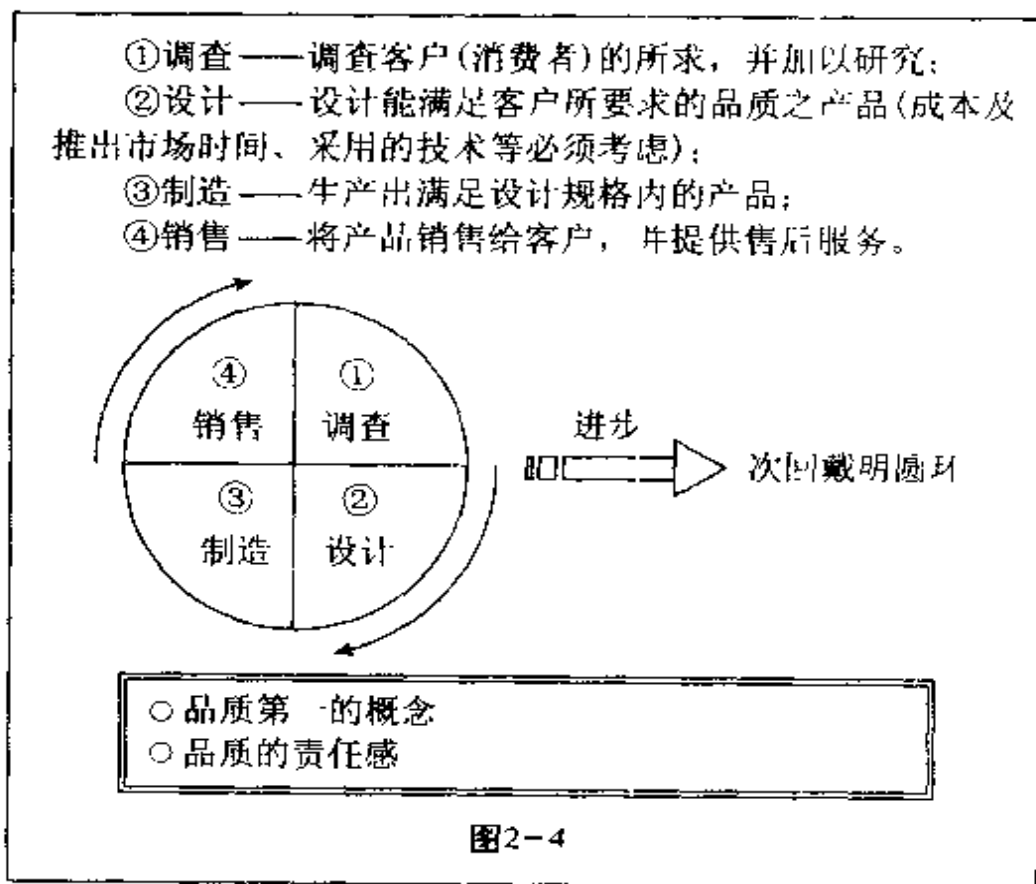 ①调查——调查客户(消费者)的所求，并加以研究；
②设计——设计能满足客户所要求的品质之产品(成本及
推出市场时间、采用的技术等必须考虑)；
③制造——生产出满足设计规格内的产品；
④销售——将产品销售给客户，并提供售后服务。
④ ①
销售 调查
进步
次回戴明圆环
③ ②
制造 设计
○品质第一的概念
○品质的责任感
图2-4